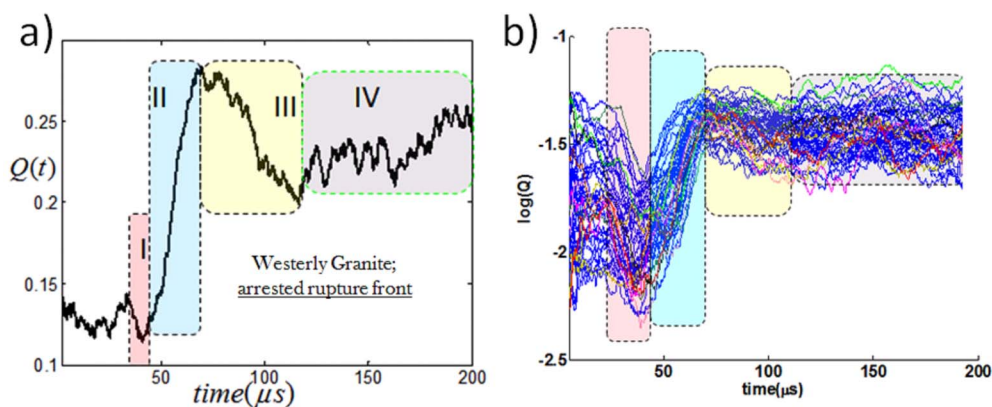 a)
II
III
IV
I
0.25
Q(t)
0.2
0.15
0.1
Westerly Granite;
arrested rupture front
50
100
150
200
time(μs)
b)
-1
-1.5
log(Q)
-2
-2.5
50
100
150
200
time(μs)